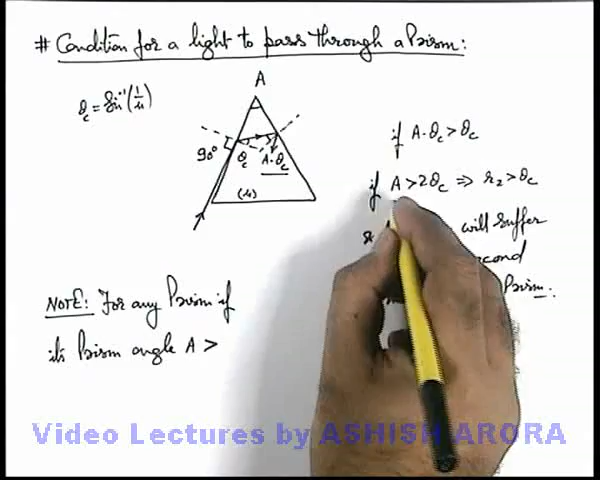 # Condition for a light to pass through a Prism:
θc = sin⁻¹(1/μ)
A
90°
θc
A-θc
(μ)
if A-θc > θc
if A > 2θc ⇒ r2 > θc
will suffer
Prism:
NOTE: For any Prism if
its Prism angle A >
Video Lectures by ASHISH ARORA